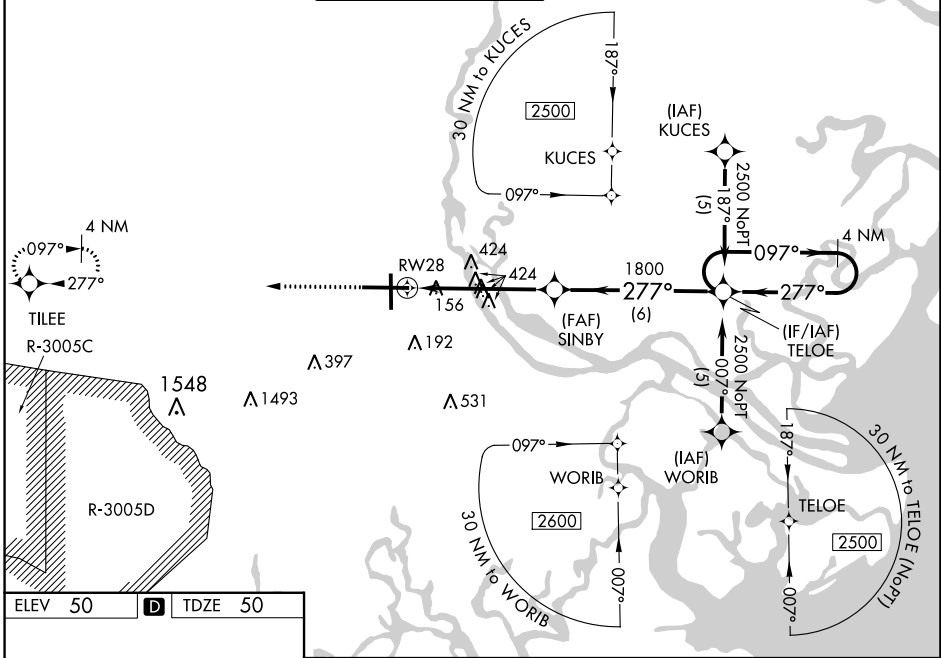 30 NM to KUCES
187°
2500
KUCES
097°
(IAF)
KUCES
2500 NoPT
187°
(5)
097°
4 NM
277°
TILEE
R-3005C
RW28
424
424
156
1800
277°
(6)
097°
4 NM
277°
(FAF)
SINBY
(IF/IAF)
TELOE
192
397
1548
1493
531
2500 NoPT
007°
(5)
(IAF)
WORIB
R-3005D
097°
WORIB
2600
007°
30 NM to WORIB
187°
TELOE
2500
007°
30 NM to TELOE (NoPT)
ELEV 50 D TDZE 50